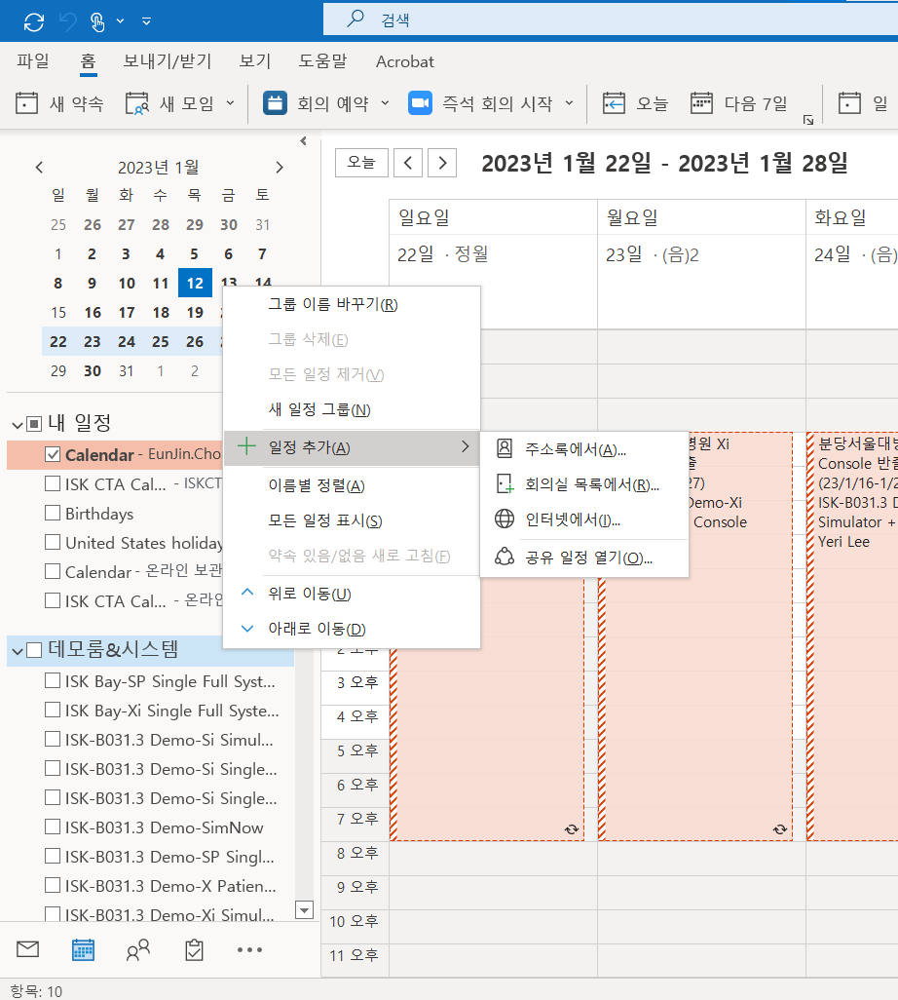 검색
파일 홈 보내기/받기 보기 도움말 Acrobat
새 약속 새 모임 회의 예약 즉석 회의 시작 오늘 다음 7일 일
2023년 1월
일 월 화 수 목 금 토
25 26 27 28 29 30 31
1 2 3 4 5 6 7
8 9 10 11 12 13 14
15 16 17 18 19
22 23 24 25 26
29 30 31 1 2
오늘 2023년 1월 22일 - 2023년 1월 28일
일요일 월요일 화요일
22일 · 정월 23일 · (음)2 24일 · (음)
그룹 이름 바꾸기(R)
그룹 삭제(E)
모든 일정 제거(V)
새 일정 그룹(N)
일정 추가(A)
이름별 정렬(A)
모든 일정 표시(S)
약속 있음/없음 새로 고침(F)
위로 이동(U)
아래로 이동(D)
주소록에서(A)...
회의실 목록에서(R)...
인터넷에서(I)...
공유 일정 열기(O)...
내 일정
Calendar - EunJin.Cho
ISK CTA Cal... - ISKCT
Birthdays
United States holiday
Calendar - 온라인 보관
ISK CTA Cal... - 온라인
데모룸&시스템
ISK Bay-SP Single Full Syst...
ISK Bay-Xi Single Full Syste...
ISK-B031.3 Demo-Si Simul...
ISK-B031.3 Demo-Si Single...
ISK-B031.3 Demo-Si Single...
ISK-B031.3 Demo-SimNow
ISK-B031.3 Demo-SP Singl...
ISK-B031.3 Demo-X Patien...
ISK-B031.3 Demo-Xi Simul...
병원 Xi
출
27)
Demo-Xi
Console
분당서울대병
Console 반출
(23/1/16-1/2
ISK-B031.3 D
Simulator +
Yeri Lee
2 오후
3 오후
4 오후
5 오후
6 오후
7 오후
8 오후
9 오후
10 오후
11 오후
항목: 10